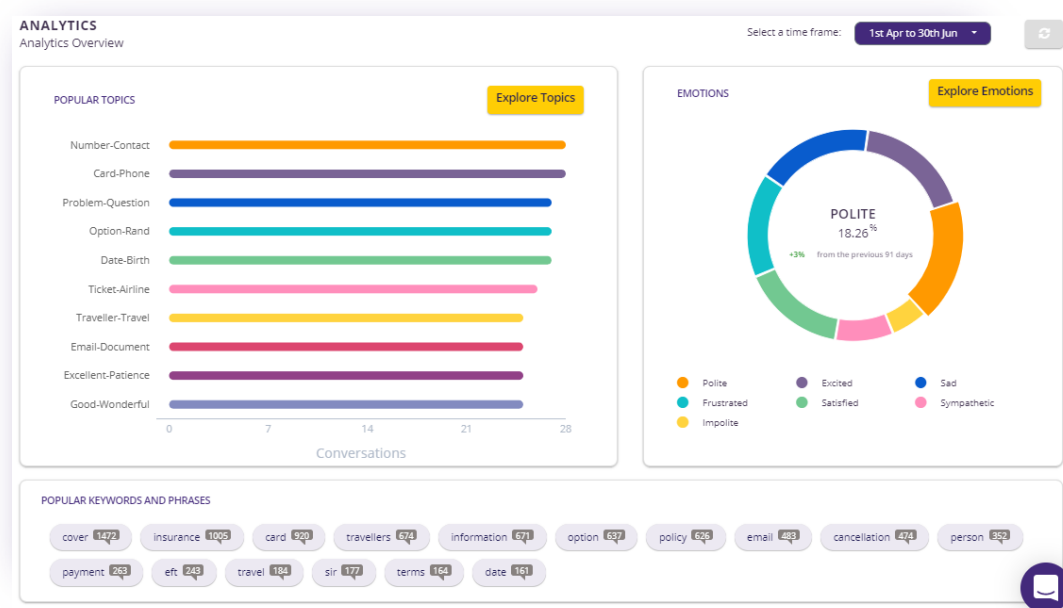 ANALYTICS
Analytics Overview
Select a time frame:
1st Apr to 30th Jun
POPULAR TOPICS
Explore Topics
Number-Contact
Card-Phone
Problem-Question
Option-Rand
Date-Birth
Ticket-Airline
Traveller-Travel
Email-Document
Excellent-Patience
Good-Wonderful
0 7 14 21 28
Conversations
EMOTIONS
Explore Emotions
POLITE
18.26%
+3% from the previous 91 days
Polite Excited Sad
Frustrated Satisfied Sympathetic
Impolite
POPULAR KEYWORDS AND PHRASES
cover 1472 insurance 1005 card 920 travellers 674 information 671 option 637 policy 626 email 483 cancellation 474 person 352
payment 263 eft 243 travel 184 sir 177 terms 164 date 161